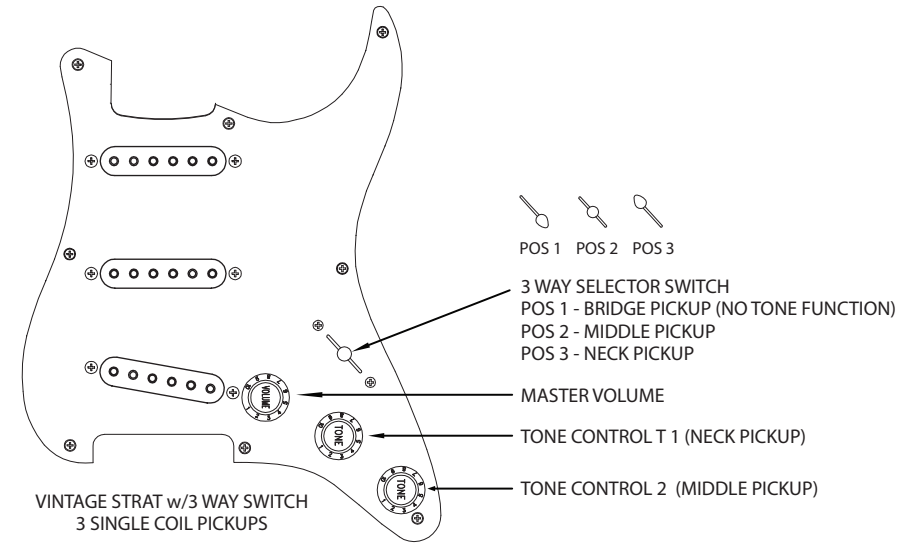 POS 1 POS 2 POS 3
3 WAY SELECTOR SWITCH
POS 1 - BRIDGE PICKUP (NO TONE FUNCTION)
POS 2 - MIDDLE PICKUP
POS 3 - NECK PICKUP
VOLUME
MASTER VOLUME
TONE
TONE CONTROL T 1 (NECK PICKUP)
TONE
TONE CONTROL 2 (MIDDLE PICKUP)
VINTAGE STRAT w/3 WAY SWITCH
3 SINGLE COIL PICKUPS